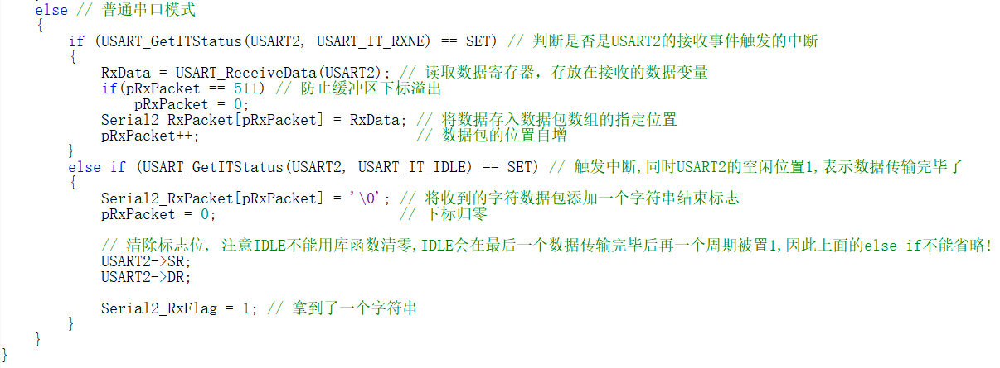 else // 普通串口模式
{
if (USART_GetITStatus(USART2, USART_IT_RXNE) == SET) // 判断是否是USART2的接收事件触发的中断
{
RxData = USART_ReceiveData(USART2); // 读取数据寄存器，存放在接收的数据变量
if(pRxPacket == 511) // 防止缓冲区下标溢出
pRxPacket = 0;
Serial2_RxPacket[pRxPacket] = RxData; // 将数据存入数据包数组的指定位置
pRxPacket++; // 数据包的位置自增
}
else if (USART_GetITStatus(USART2, USART_IT_IDLE) == SET) // 触发中断,同时USART2的空闲位置1,表示数据传输完毕了
{
Serial2_RxPacket[pRxPacket] = '\0'; // 将收到的字符数据包添加一个字符串结束标志
pRxPacket = 0; // 下标归零
// 清除标志位, 注意IDLE不能用库函数清零,IDLE会在最后一个数据传输完毕后再一个周期被置1,因此上面的else if不能省略!
USART2->SR;
USART2->DR;
Serial2_RxFlag = 1; // 拿到了一个字符串
}
}
}